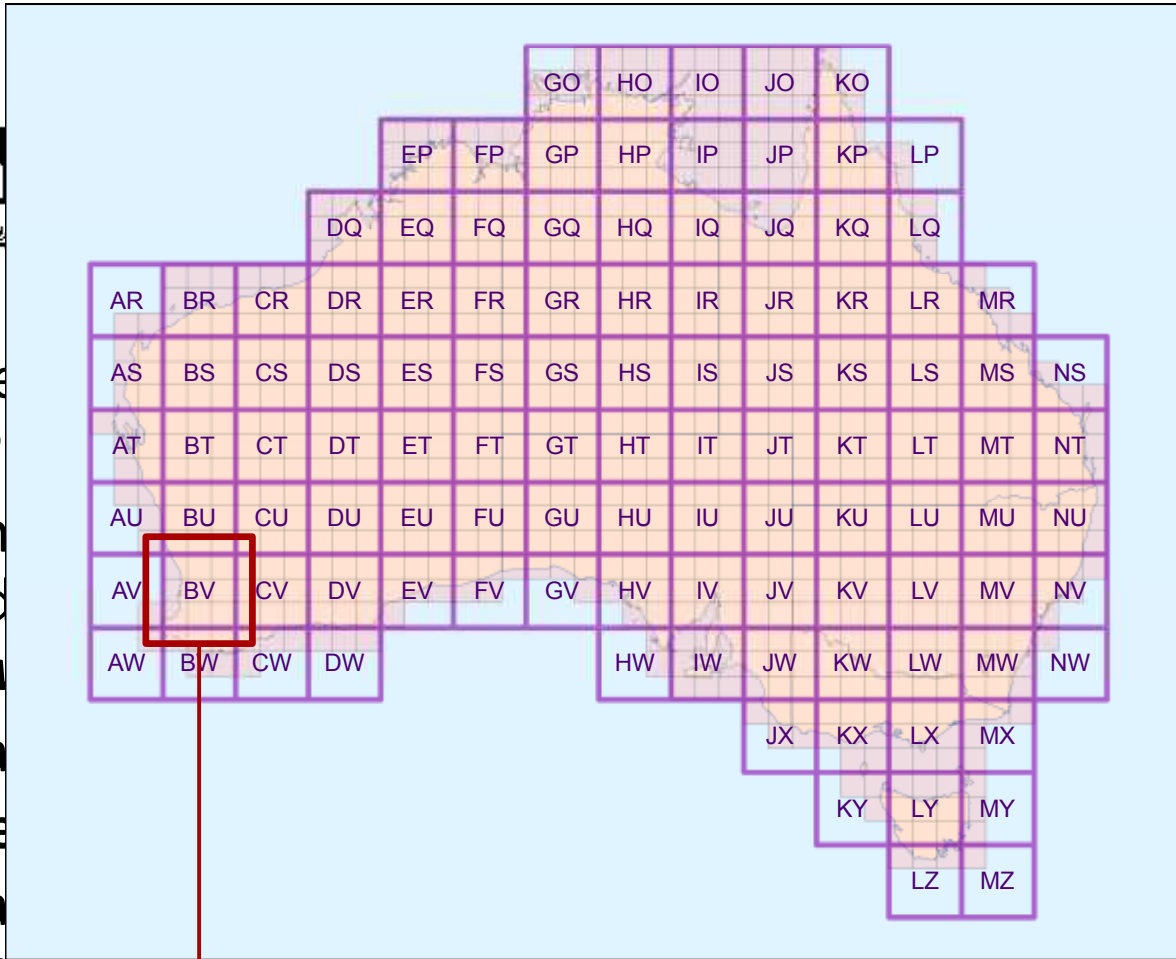 GO HO IO JO KO
EP FP GP HP IP JP KP LP
DQ EQ FQ GQ HQ IQ JQ KQ LQ
AR BR CR DR ER FR GR HR IR JR KR LR MR
AS BS CS DS ES FS GS HS IS JS KS LS MS NS
AT BT CT DT ET FT GT HT IT JT KT LT MT NT
AU BU CU DU EU FU GU HU IU JU KU LU MU NU
AV BV CV DV EV FV GV HV IV JV KV LV MV NV
AW BW CW DW HW IW JW KW LW MW NW
JX KX LX MX
KY LY MY
LZ MZ